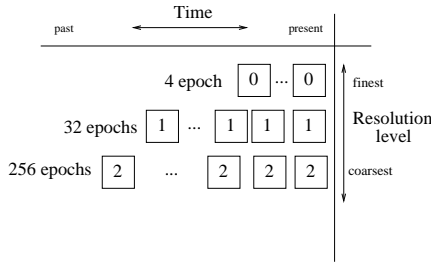 Time
past present
4 epoch 0 ... 0 finest
32 epochs 1 ... 1 1 1 Resolution level
256 epochs 2 ... 2 2 2 coarsest